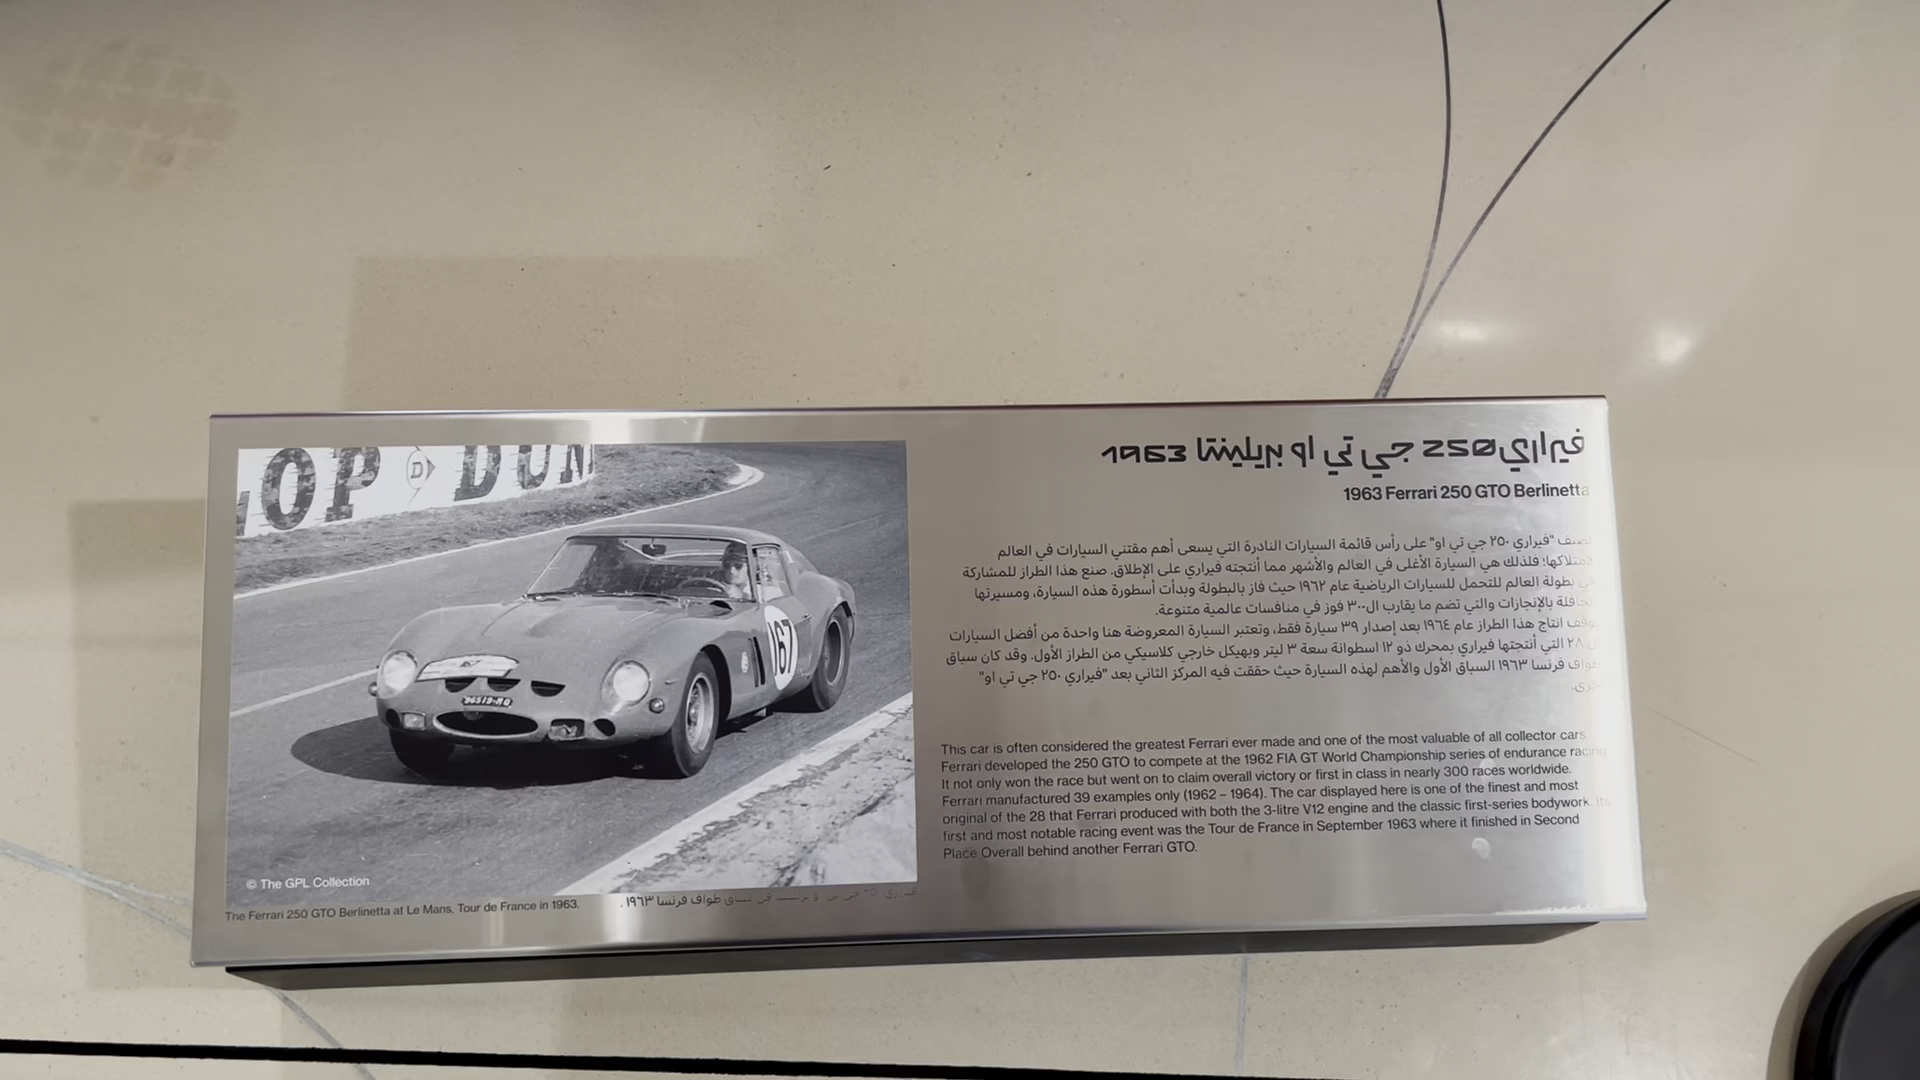 OP D DUN
167
© The GPL Collection
The Ferrari 250 GTO Berlinetta at Le Mans, Tour de France in 1963.
طواف فرنسا ١٩٦٣ .
فيراري 250 جي تي او بريلينتا 1963
1963 Ferrari 250 GTO Berlinetta
"فيراري ٢٥٠ جي تي او" على رأس قائمة السيارات النادرة التي يسعى أهم مقتني السيارات في العالم
فلذلك هي السيارة الأغلى في العالم والأشهر مما أنتجته فيراري على الإطلاق. صنع هذا الطراز للمشاركة
بطولة العالم للتحمل للسيارات الرياضية عام ١٩٦٢ حيث فاز بالبطولة وبدأت أسطورة هذه السيارة، ومسيرتها
بالإنجازات والتي تضم ما يقارب ال٣٠٠ فوز في منافسات عالمية متنوعة.
انتاج هذا الطراز عام ١٩٦٤ بعد إصدار ٣٩ سيارة فقط، وتعتبر السيارة المعروضة هنا واحدة من أفضل السيارات
٢٨ التي أنتجتها فيراري بمحرك ذو ١٢ اسطوانة سعة ٣ ليتر وبهيكل خارجي كلاسيكي من الطراز الأول. وقد كان سباق
طواف فرنسا ١٩٦٣ السباق الأول والأهم لهذه السيارة حيث حققت فيه المركز الثاني بعد "فيراري ٢٥٠ جي تي او"
This car is often considered the greatest Ferrari ever made and one of the most valuable of all collector cars.
Ferrari developed the 250 GTO to compete at the 1962 FIA GT World Championship series of endurance racing.
It not only won the race but went on to claim overall victory or first in class in nearly 300 races worldwide.
Ferrari manufactured 39 examples only (1962 – 1964). The car displayed here is one of the finest and most
original of the 28 that Ferrari produced with both the 3-litre V12 engine and the classic first-series bodywork. Its
first and most notable racing event was the Tour de France in September 1963 where it finished in Second
Place Overall behind another Ferrari GTO.